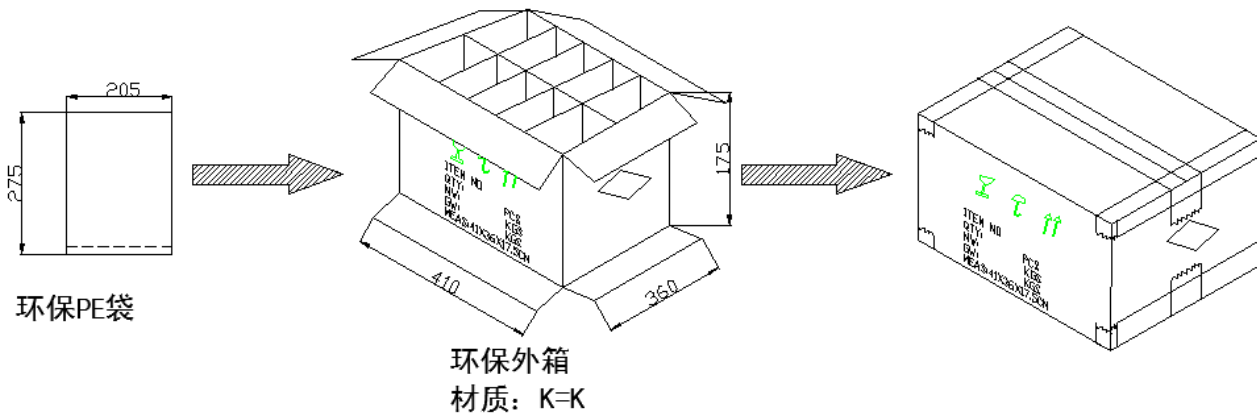 205
275
环保PE袋
ITEM NO
QTY: PCS
NW: KGS
GW: KGS
MEAS:41X36X17.5CM
175
410
360
环保外箱
材质: K=K
ITEM NO
QTY: PCS
NW: KGS
GW: KGS
MEAS:41X36X17.5CM